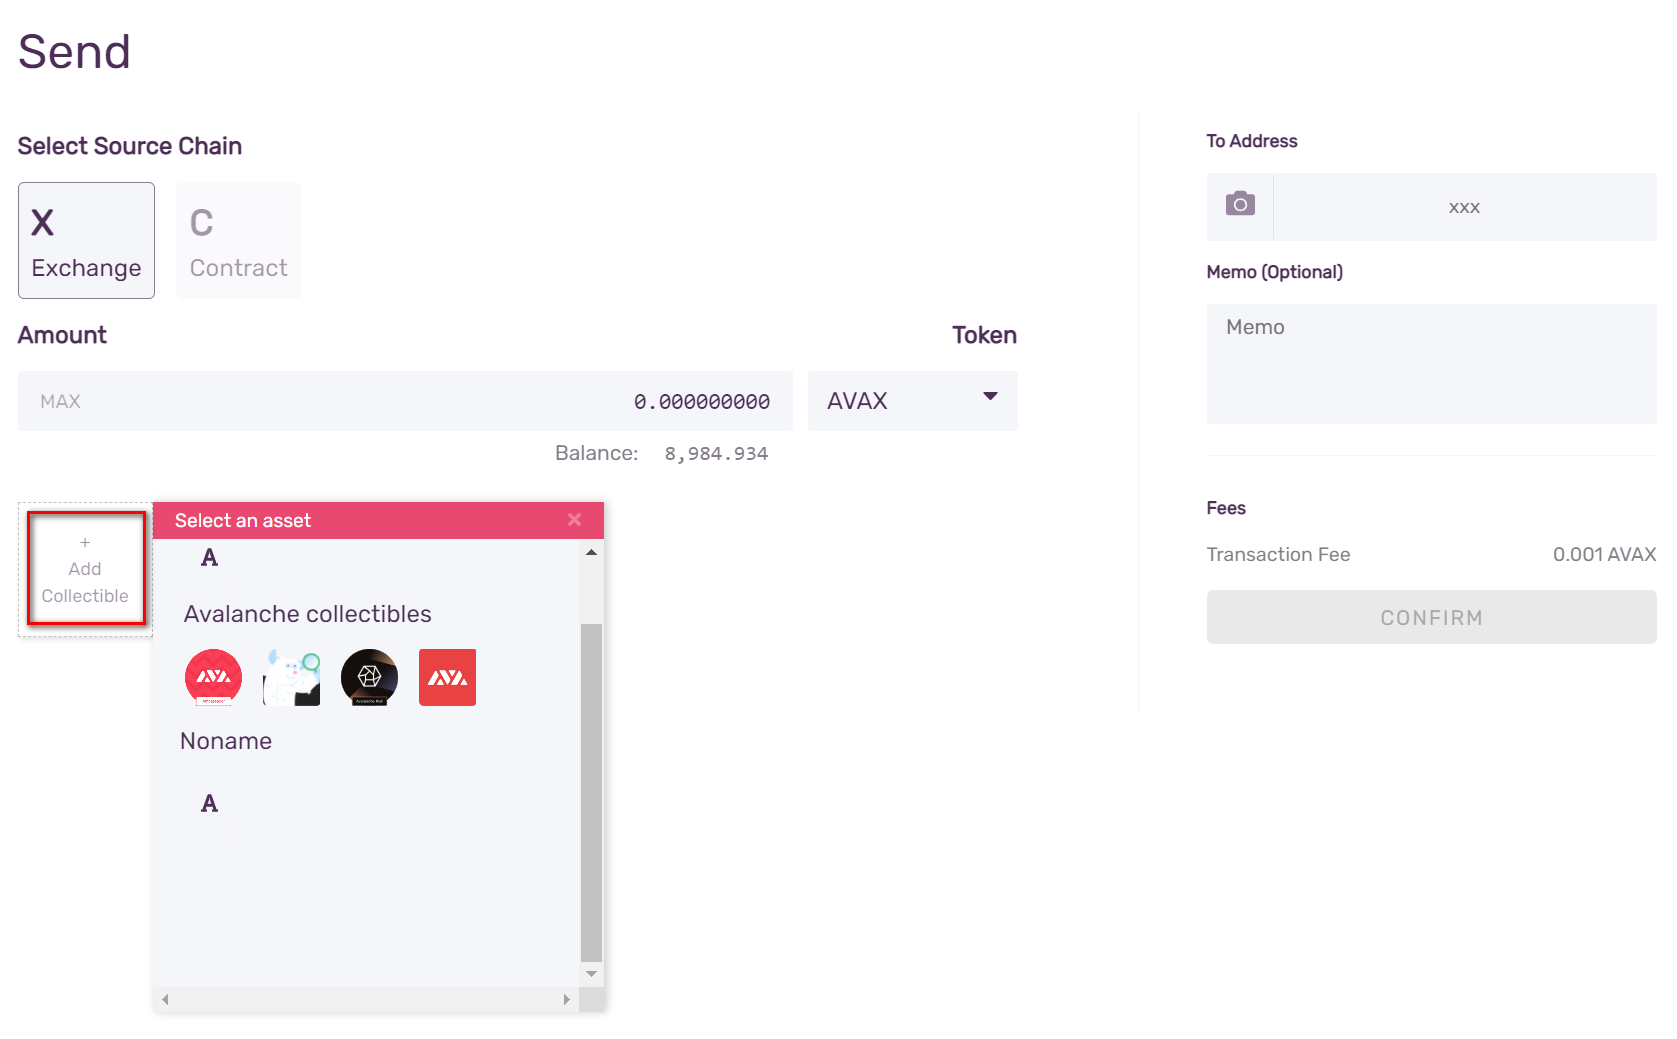 Send
Select Source Chain
X
Exchange
C
Contract
Amount
Token
MAX
0.000000000
AVAX
Balance: 8,984.934
+
Add
Collectible
Select an asset
A
Avalanche collectibles
Noname
A
To Address
xxx
Memo (Optional)
Memo
Fees
Transaction Fee
0.001 AVAX
CONFIRM